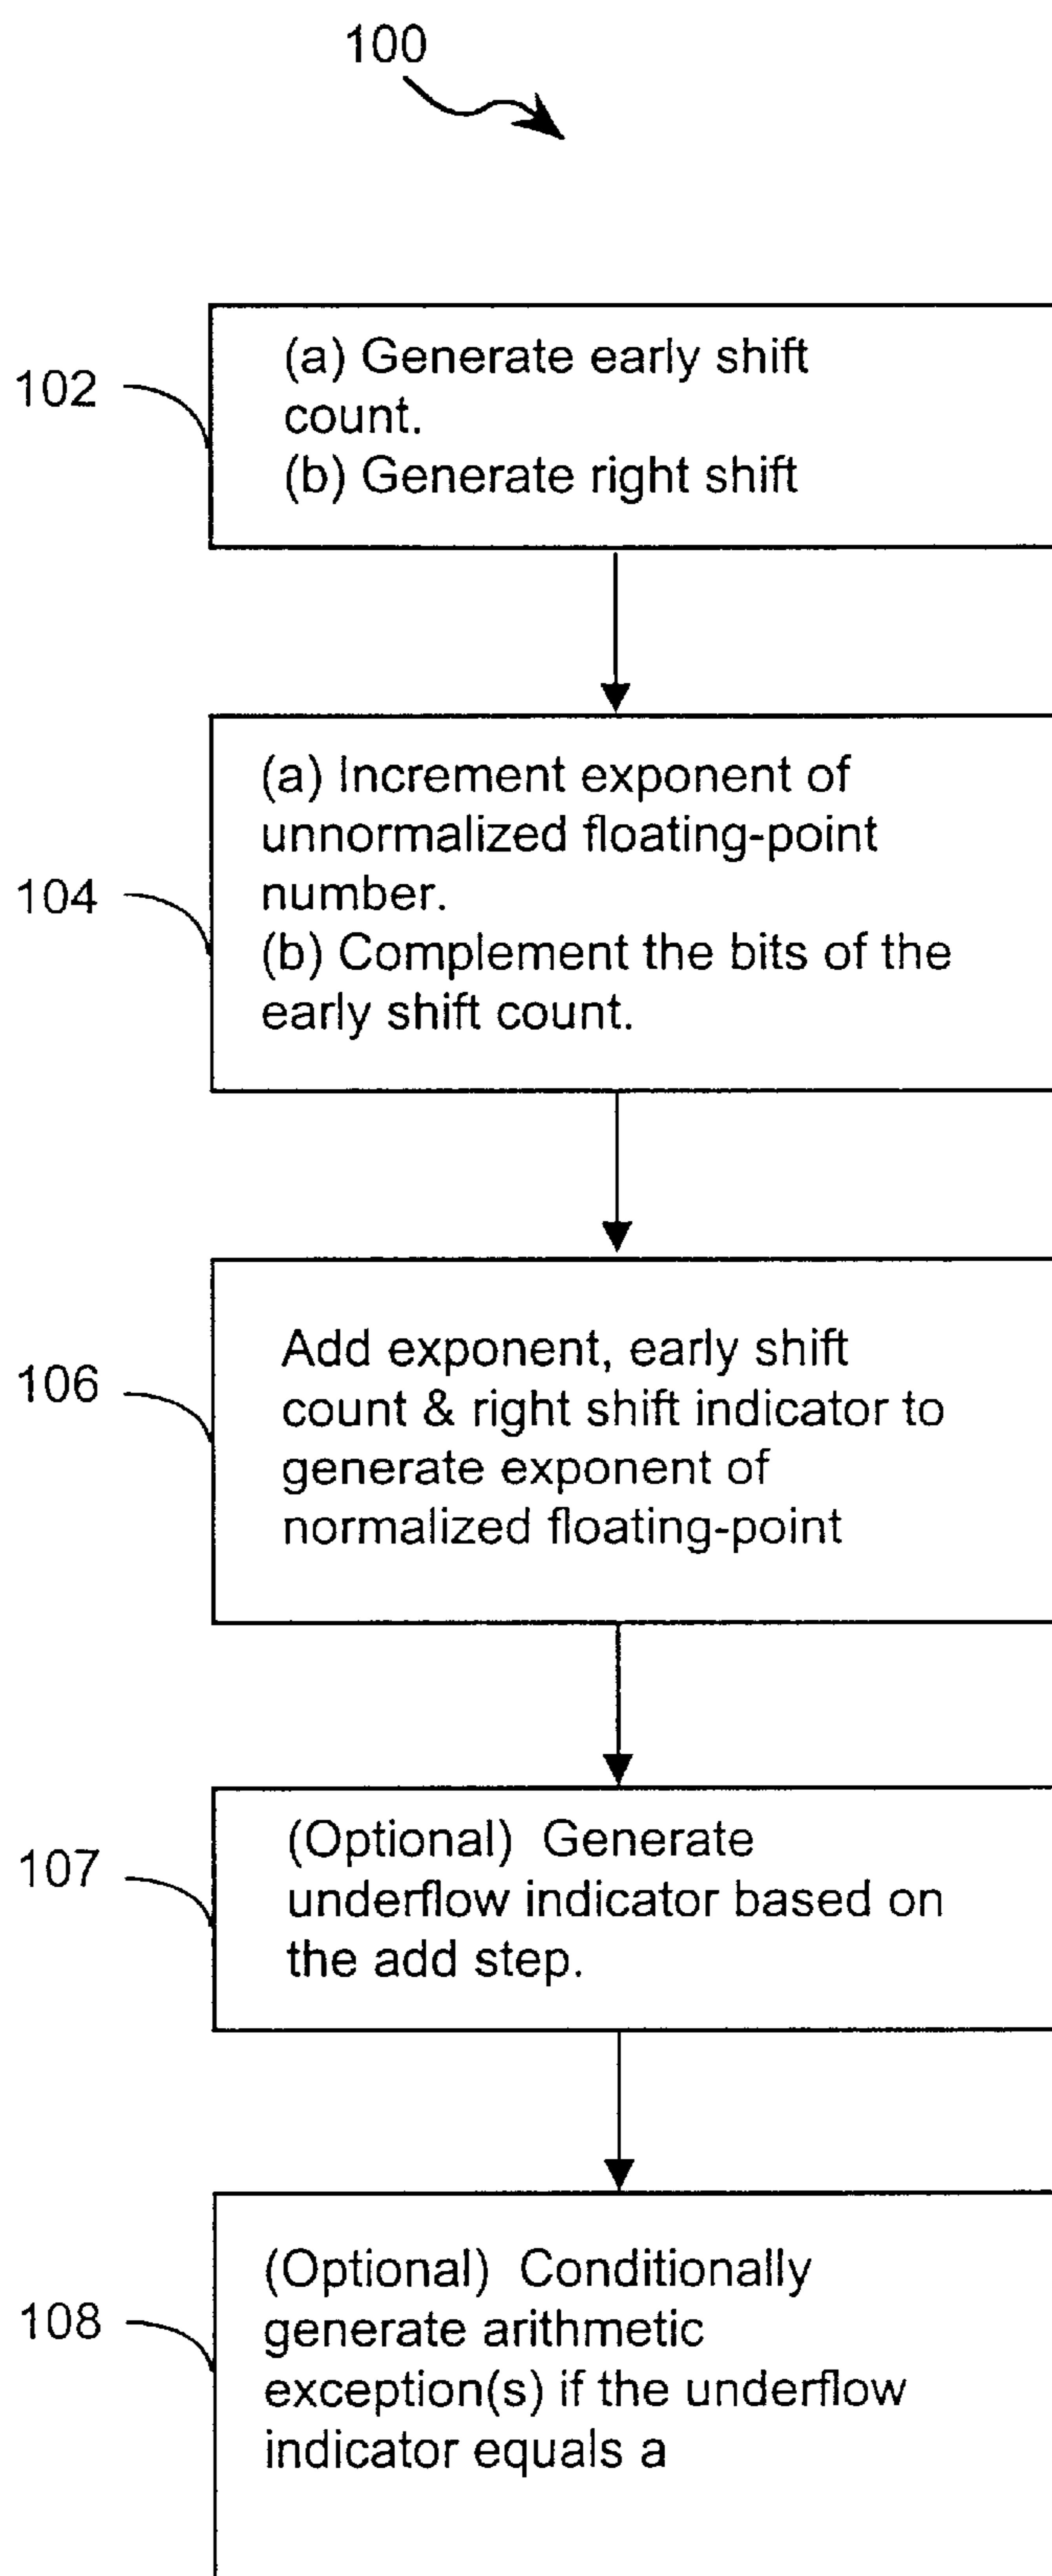 100
102
(a) Generate early shift
count.
(b) Generate right shift
104
(a) Increment exponent of
unnormalized floating-point
number.
(b) Complement the bits of the
early shift count.
106
Add exponent, early shift
count & right shift indicator to
generate exponent of
normalized floating-point
107
(Optional) Generate
underflow indicator based on
the add step.
108
(Optional) Conditionally
generate arithmetic
exception(s) if the underflow
indicator equals a